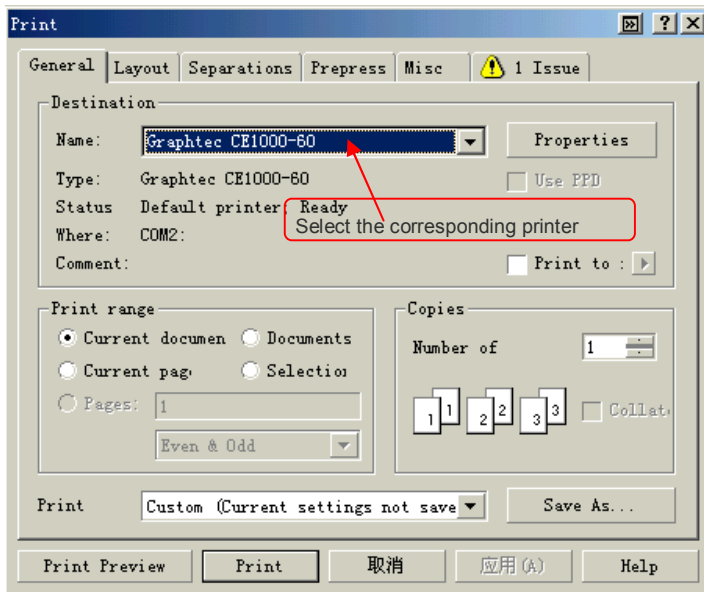 Print
General Layout Separations Prepress Misc 1 Issue
Destination
Name: Graphtec CE1000-60 Properties
Type: Graphtec CE1000-60 Use PPD
Status Default printer; Ready
Select the corresponding printer
Where: COM2:
Comment: Print to :
Print range
Current documen Documents
Current pag Selection
Pages: 1
Even & Odd
Copies
Number of 1
1 1 2 2 3 3 Collat
Print Custom (Current settings not save Save As...
Print Preview Print 取消 应用(A) Help